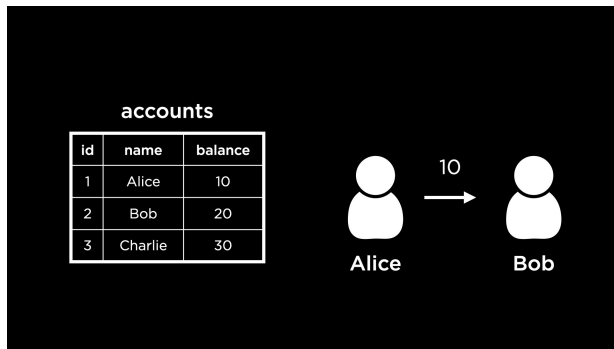 accounts
id name balance
1 Alice 10
2 Bob 20
3 Charlie 30
10
Alice Bob